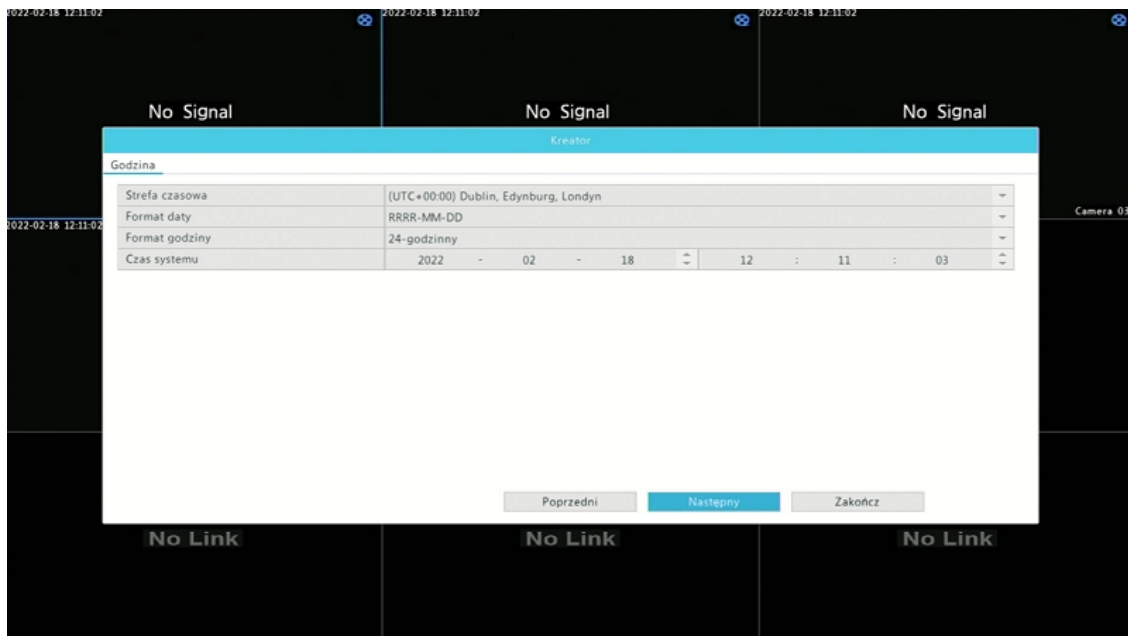 2022-02-18 12:11:02
2022-02-18 12:11:02
2022-02-18 12:11:02
No Signal
No Signal
No Signal
Kreator
Godzina
Strefa czasowa (UTC+00:00) Dublin, Edynburg, Londyn
Format daty RRRR-MM-DD
Camera 03
2022-02-18 12:11:02
Format godziny 24-godzinny
Czas systemu 2022 - 02 - 18 12 : 11 : 03
Poprzedni Następny Zakończ
No Link
No Link
No Link